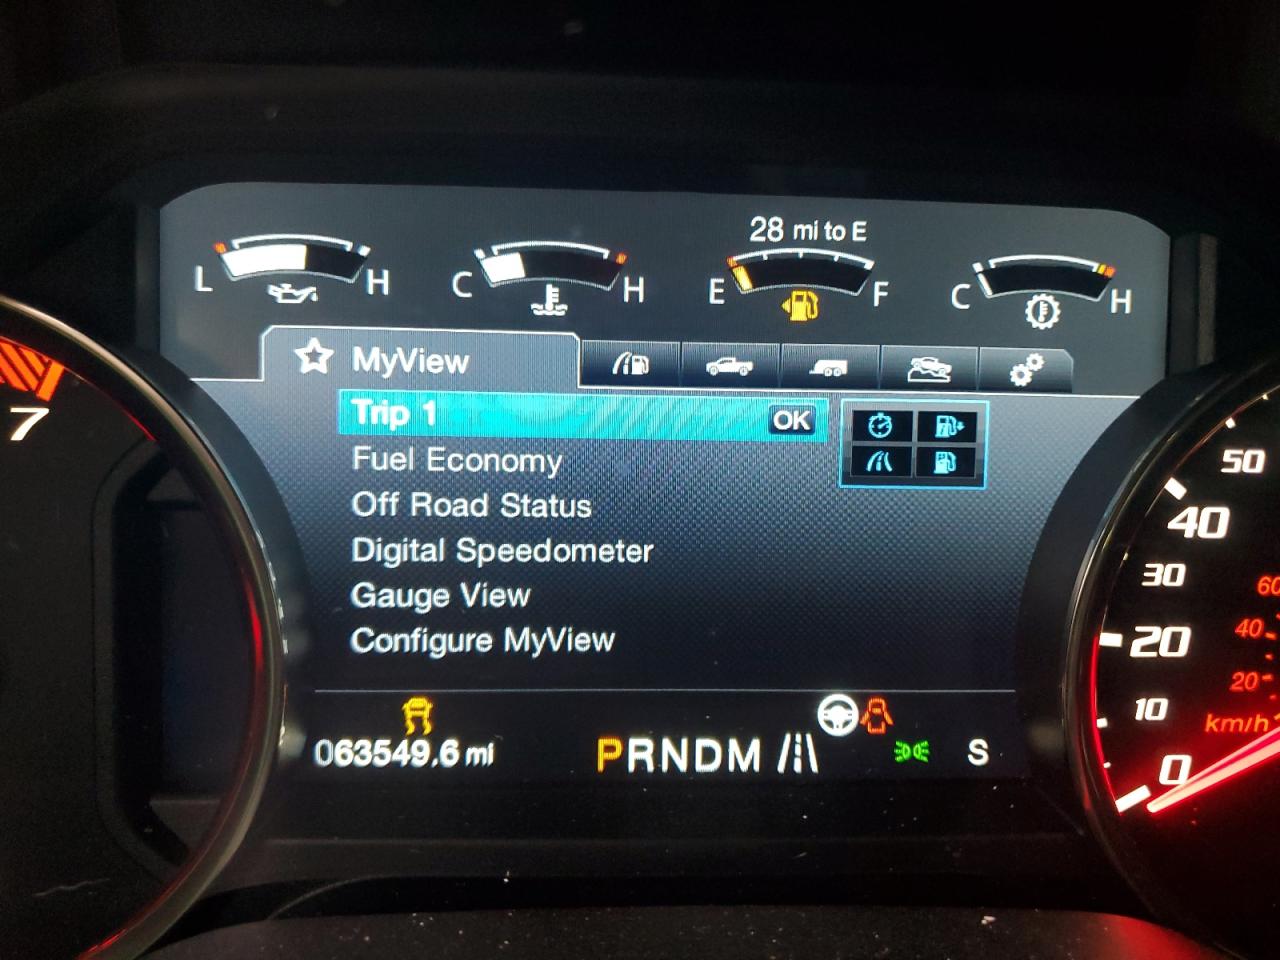 28 mi to E
L H C H E F C H
MyView
Trip 1 OK
Fuel Economy
Off Road Status
Digital Speedometer
Gauge View
Configure MyView
063549.6 mi PRNDM S
7
50
40
30
20
10
0
60
40
20
km/h